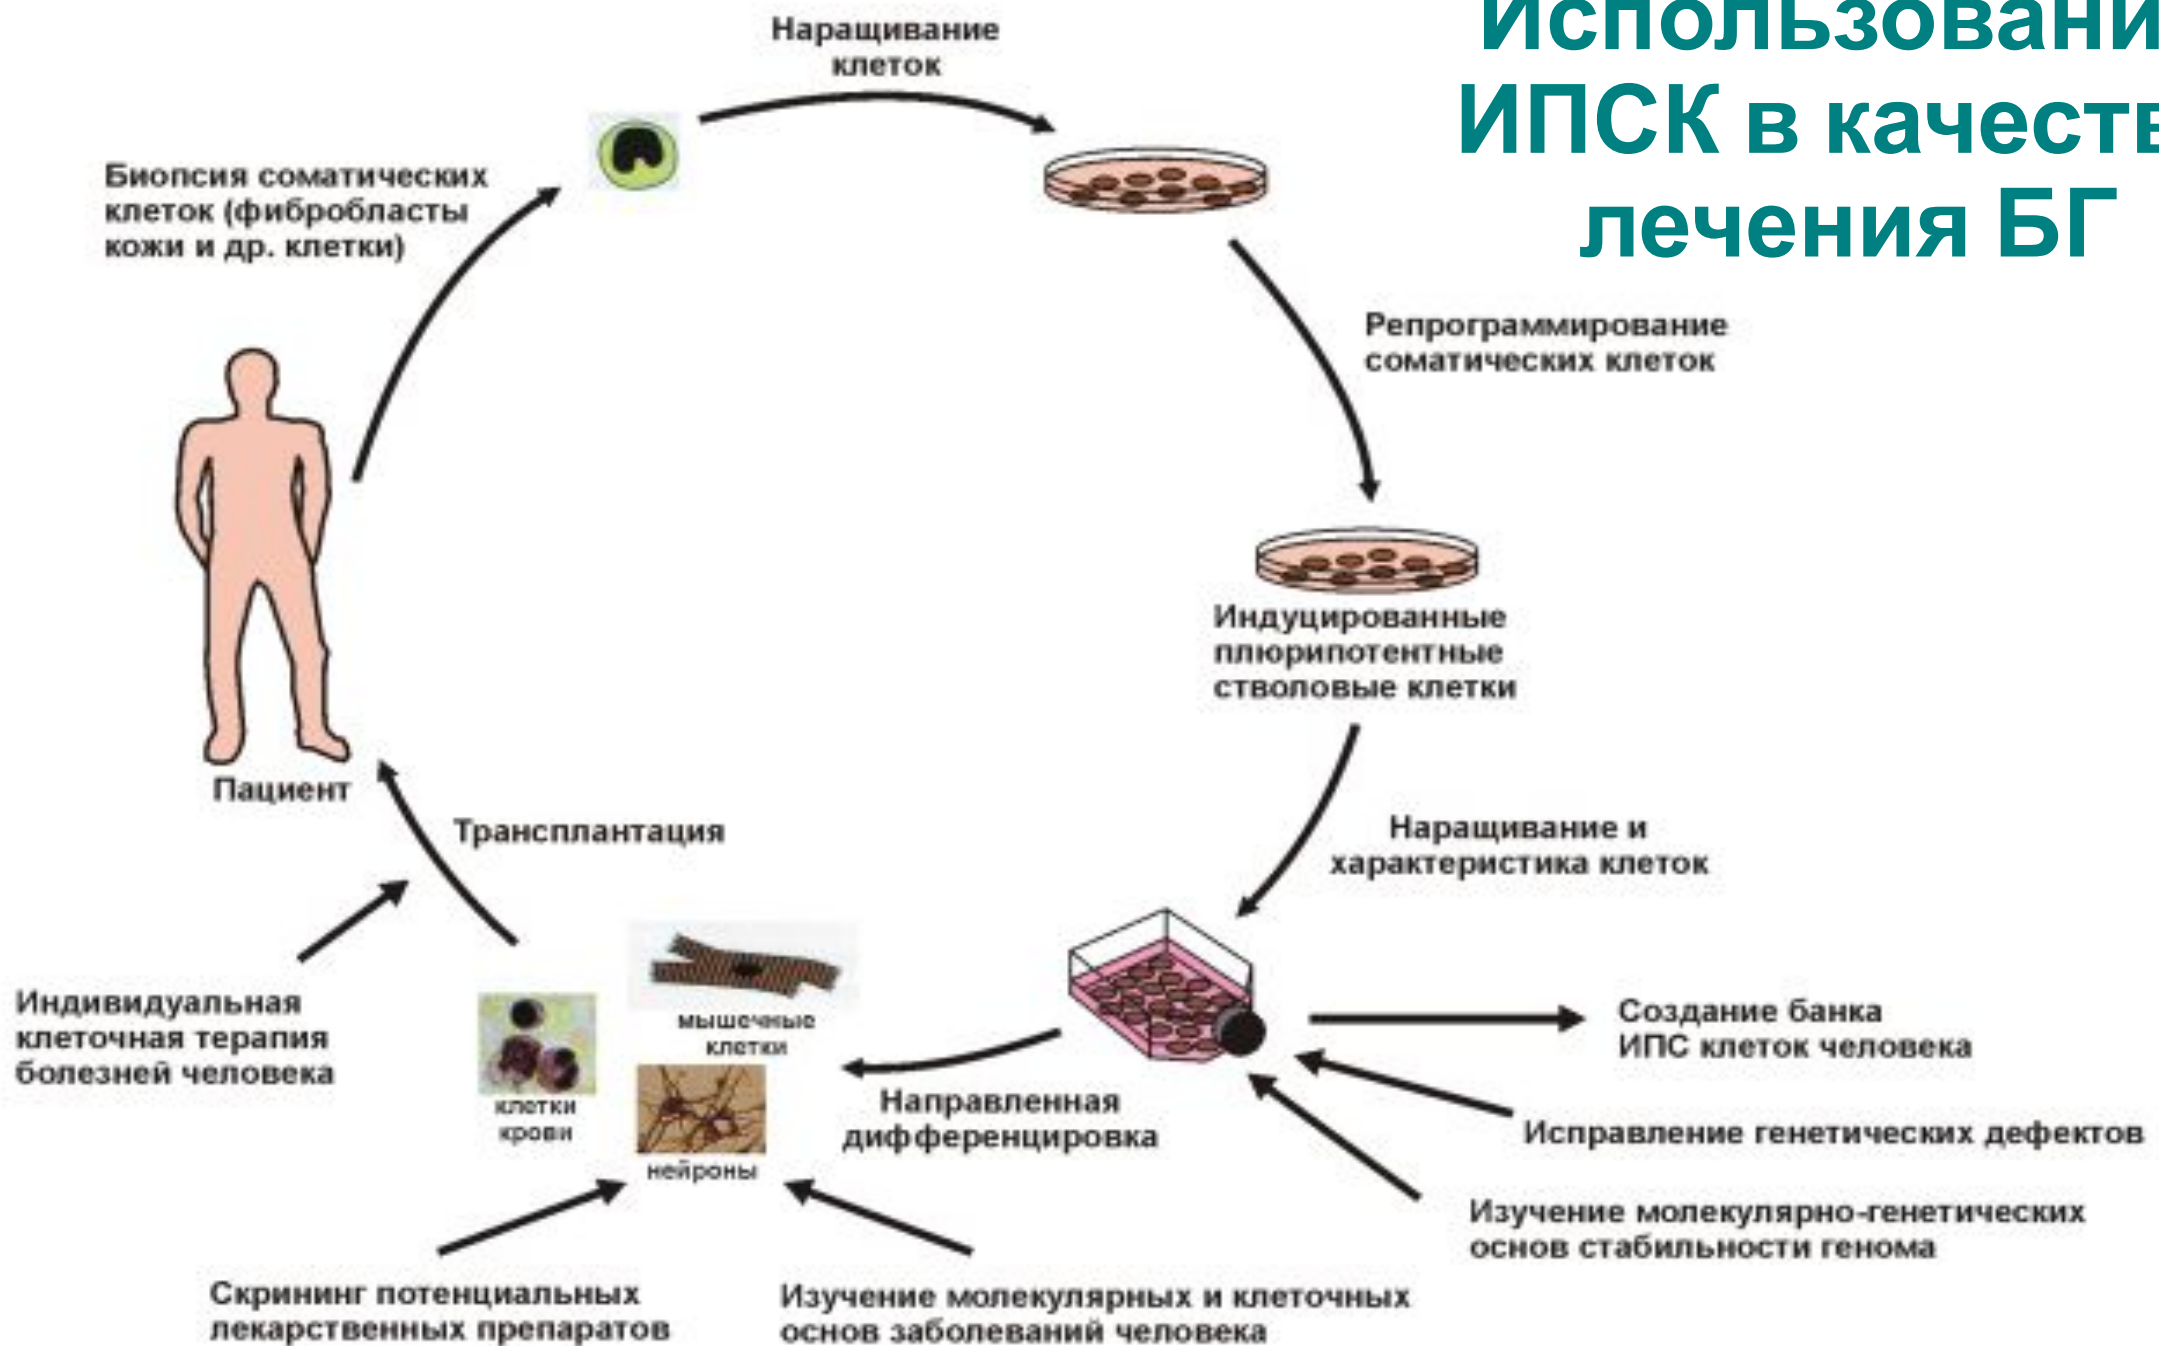 Использовани
ИПСК в качеств
лечения БГ
Наращивание
клеток
Биопсия соматических
клеток (фибробласты
кожи и др. клетки)
Репрограммирование
соматических клеток
Индуцированные
плюрипотентные
стволовые клетки
Пациент
Трансплантация
Наращивание и
характеристика клеток
Индивидуальная
клеточная терапия
болезней человека
мышечные
клетки
клетки
крови
нейроны
Направленная
дифференцировка
Создание банка
ИПС клеток человека
Исправление генетических дефектов
Изучение молекулярно-генетических
основ стабильности генома
Скрининг потенциальных
лекарственных препаратов
Изучение молекулярных и клеточных
основ заболеваний человека